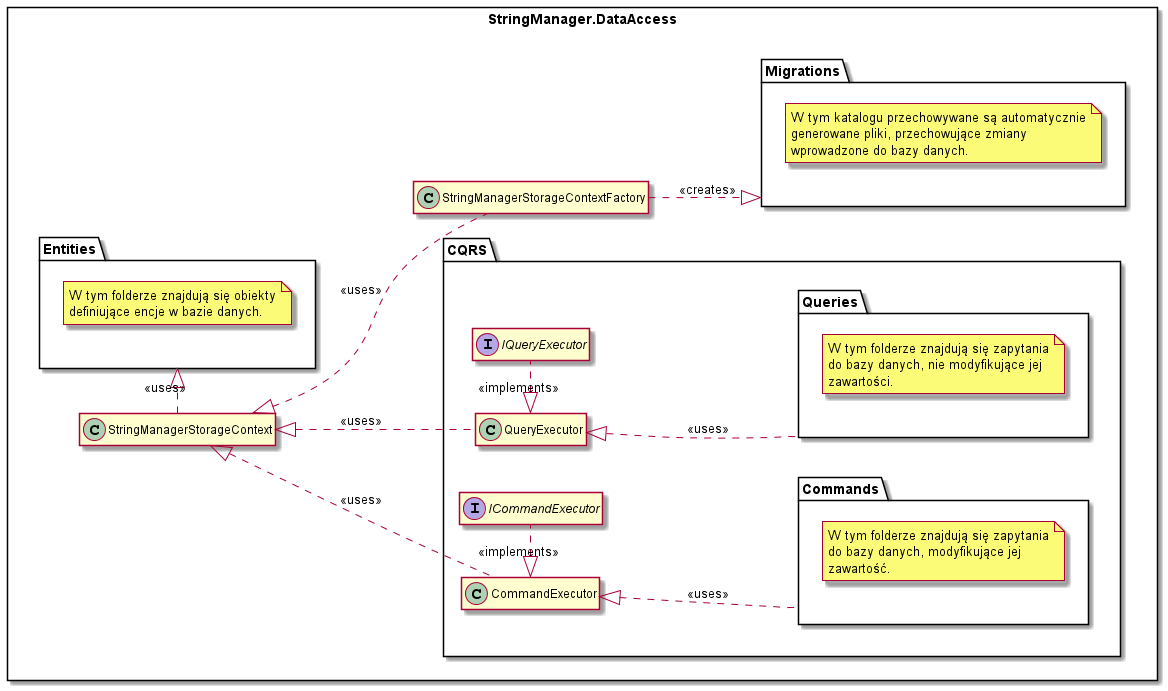 StringManager.DataAccess
Migrations
W tym katalogu przechowywane są automatycznie
generowane pliki, przechowujące zmiany
wprowadzone do bazy danych.
C StringManagerStorageContextFactory
«creates»
Entities
W tym folderze znajdują się obiekty
definiujące encje w bazie danych.
CQRS
«uses»
Queries
W tym folderze znajdują się zapytania
do bazy danych, nie modyfikujące jej
zawartości.
I IQueryExecutor
«uses»
«implements»
C StringManagerStorageContext
«uses»
C QueryExecutor
«uses»
Commands
W tym folderze znajdują się zapytania
do bazy danych, modyfikujące jej
zawartość.
«uses»
I ICommandExecutor
«implements»
C CommandExecutor
«uses»